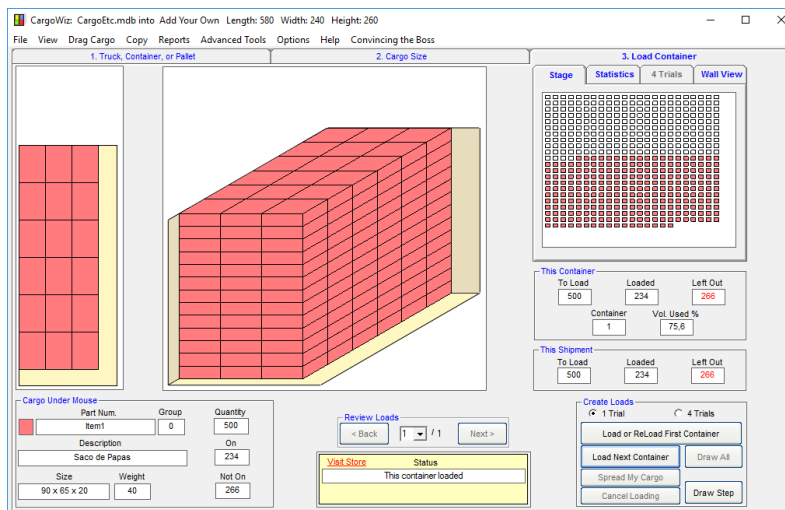 CargoWiz: CargoEtc.mdb into Add Your Own Length: 580 Width: 240 Height: 260
File View Drag Cargo Copy Reports Advanced Tools Options Help Convincing the Boss
1. Truck, Container, or Pallet 2. Cargo Size 3. Load Container
Stage Statistics 4 Trials Wall View
This Container
To Load Loaded Left Out
500 234 266
Container Vol. Used %
1 75,6
This Shipment
To Load Loaded Left Out
500 234 266
Cargo Under Mouse
Part Num. Group Quantity
Item1 0 500
Description On
Saco de Papas 234
Size Weight Not On
90 x 65 x 20 40 266
Review Loads
< Back 1 / 1 Next >
Visit Store Status
This container loaded
Create Loads
1 Trial 4 Trials
Load or ReLoad First Container
Load Next Container Draw All
Spread My Cargo
Cancel Loading Draw Step